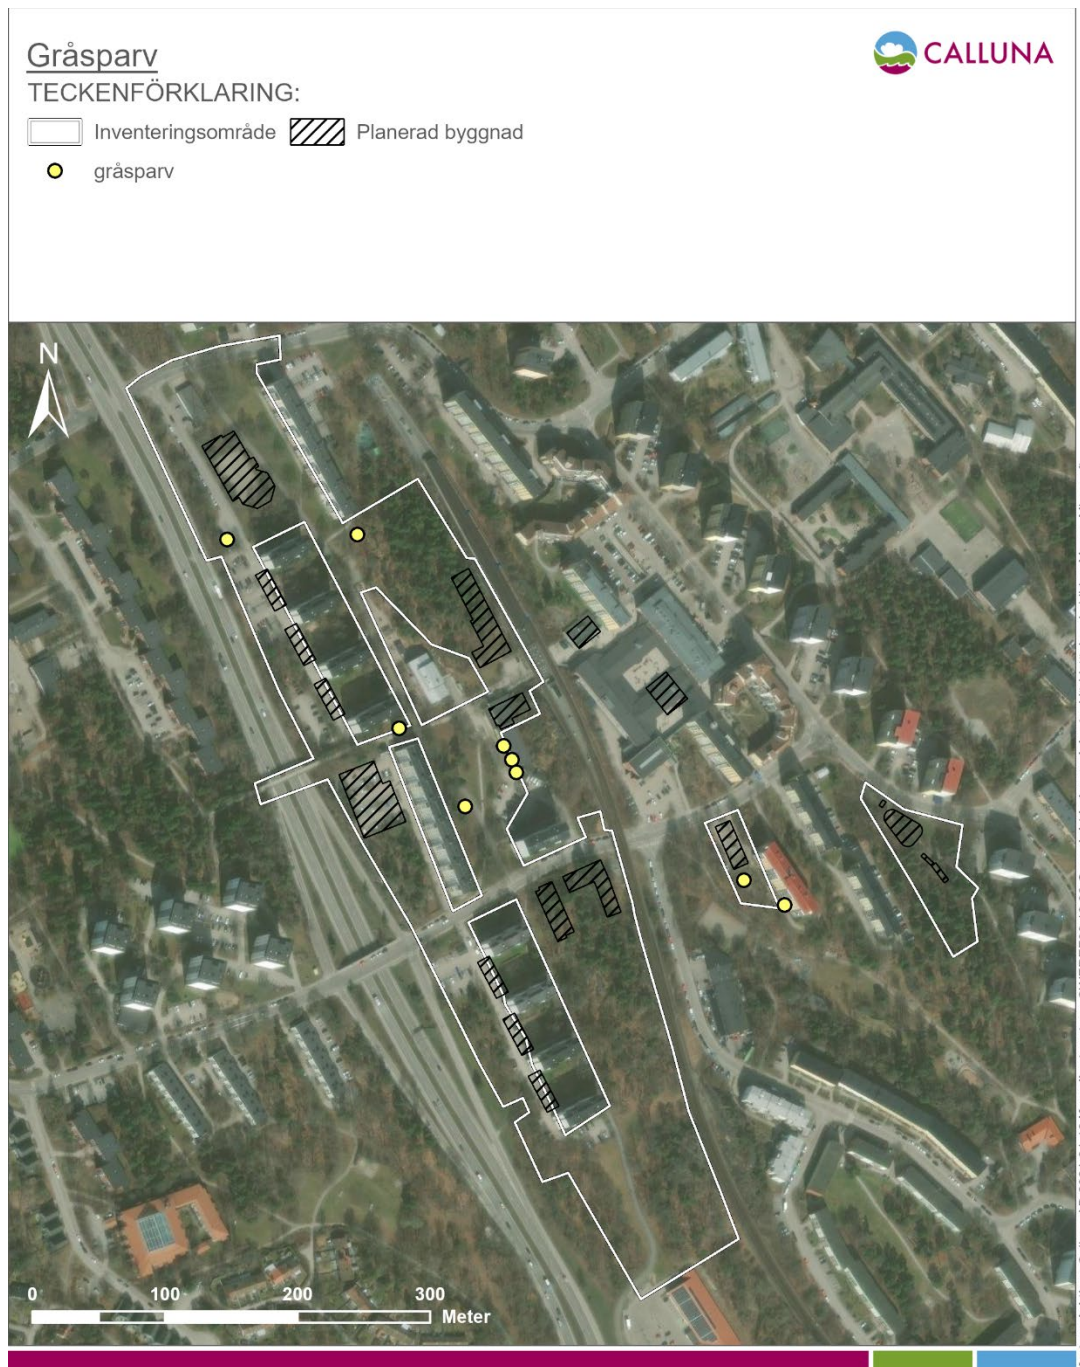 Gråsparv
CALLUNA
TECKENFÖRKLARING:
Inventeringsområde Planerad byggnad
gråsparv
N
0 100 200 300
Meter